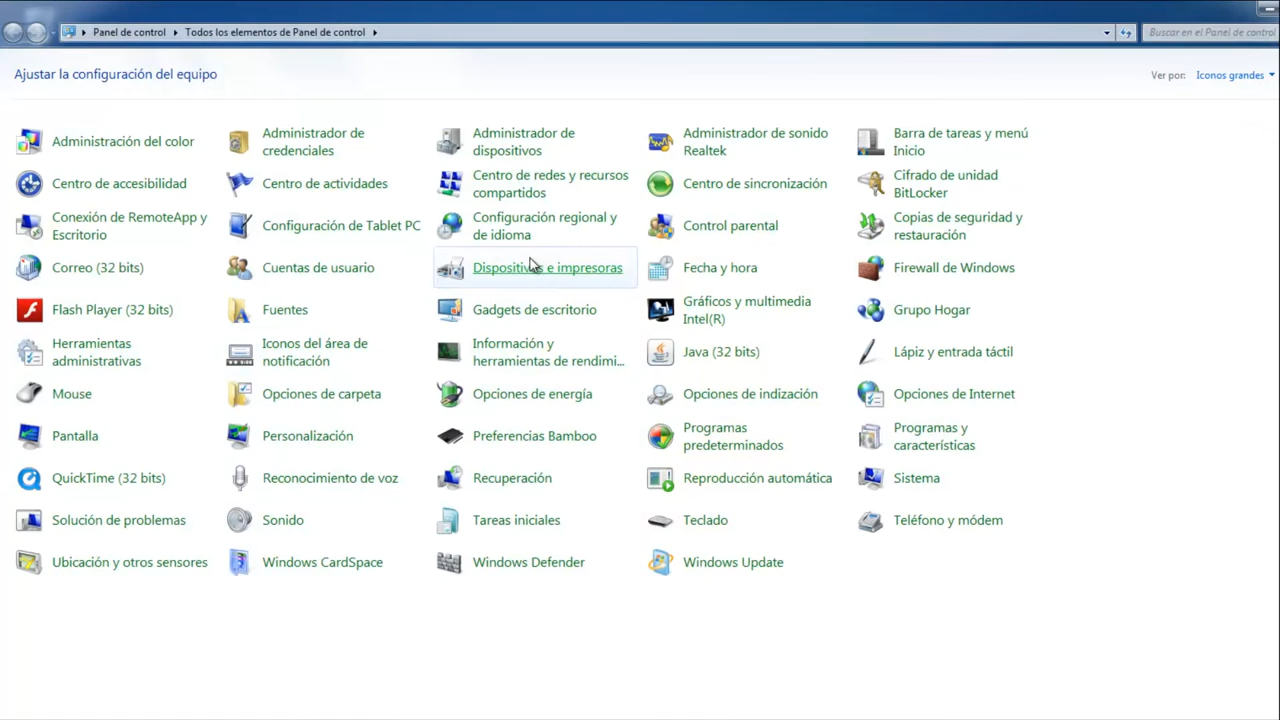 Panel de control ▸ Todos los elementos de Panel de control ▸
Buscar en el Panel de control
Ajustar la configuración del equipo
Ver por: Iconos grandes
Administración del color
Administrador de
credenciales
Administrador de
dispositivos
Administrador de sonido
Realtek
Barra de tareas y menú
Inicio
Centro de accesibilidad
Centro de actividades
Centro de redes y recursos
compartidos
Centro de sincronización
Cifrado de unidad
BitLocker
Conexión de RemoteApp y
Escritorio
Configuración de Tablet PC
Configuración regional y
de idioma
Control parental
Copias de seguridad y
restauración
Correo (32 bits)
Cuentas de usuario
Dispositivos e impresoras
Fecha y hora
Firewall de Windows
Flash Player (32 bits)
Fuentes
Gadgets de escritorio
Gráficos y multimedia
Intel(R)
Grupo Hogar
Herramientas
administrativas
Iconos del área de
notificación
Información y
herramientas de rendimi...
Java (32 bits)
Lápiz y entrada táctil
Mouse
Opciones de carpeta
Opciones de energía
Opciones de indización
Opciones de Internet
Pantalla
Personalización
Preferencias Bamboo
Programas
predeterminados
Programas y
características
QuickTime (32 bits)
Reconocimiento de voz
Recuperación
Reproducción automática
Sistema
Solución de problemas
Sonido
Tareas iniciales
Teclado
Teléfono y módem
Ubicación y otros sensores
Windows CardSpace
Windows Defender
Windows Update